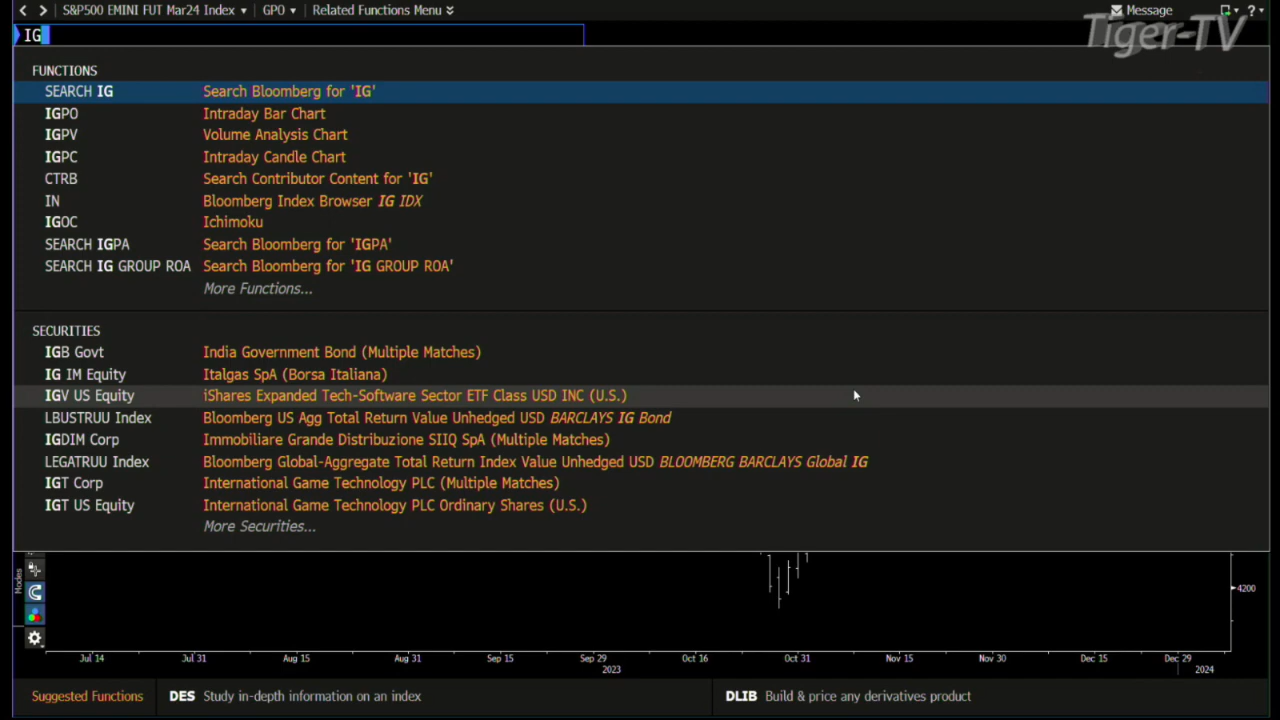 S&P500 EMINI FUT Mar24 Index GPO Related Functions Menu Message ?
Tiger-TV
IG
FUNCTIONS
SEARCH IG Search Bloomberg for 'IG'
IGPO Intraday Bar Chart
IGPV Volume Analysis Chart
IGPC Intraday Candle Chart
CTRB Search Contributor Content for 'IG'
IN Bloomberg Index Browser IG IDX
IGOC Ichimoku
SEARCH IGPA Search Bloomberg for 'IGPA'
SEARCH IG GROUP ROA Search Bloomberg for 'IG GROUP ROA'
More Functions...
SECURITIES
IGB Govt India Government Bond (Multiple Matches)
IG IM Equity Italgas SpA (Borsa Italiana)
IGV US Equity iShares Expanded Tech-Software Sector ETF Class USD INC (U.S.)
LBUSTRUU Index Bloomberg US Agg Total Return Value Unhedged USD BARCLAYS IG Bond
IGDIM Corp Immobiliare Grande Distribuzione SIIQ SpA (Multiple Matches)
LEGATRUU Index Bloomberg Global-Aggregate Total Return Index Value Unhedged USD BLOOMBERG BARCLAYS Global IG
IGT Corp International Game Technology PLC (Multiple Matches)
IGT US Equity International Game Technology PLC Ordinary Shares (U.S.)
More Securities...
Modes
4200
Jul 14 Jul 31 Aug 15 Aug 31 Sep 15 Sep 29 Oct 16 Oct 31 Nov 15 Nov 30 Dec 15 Dec 29
2023 2024
Suggested Functions DES Study in-depth information on an index DLIB Build & price any derivatives product